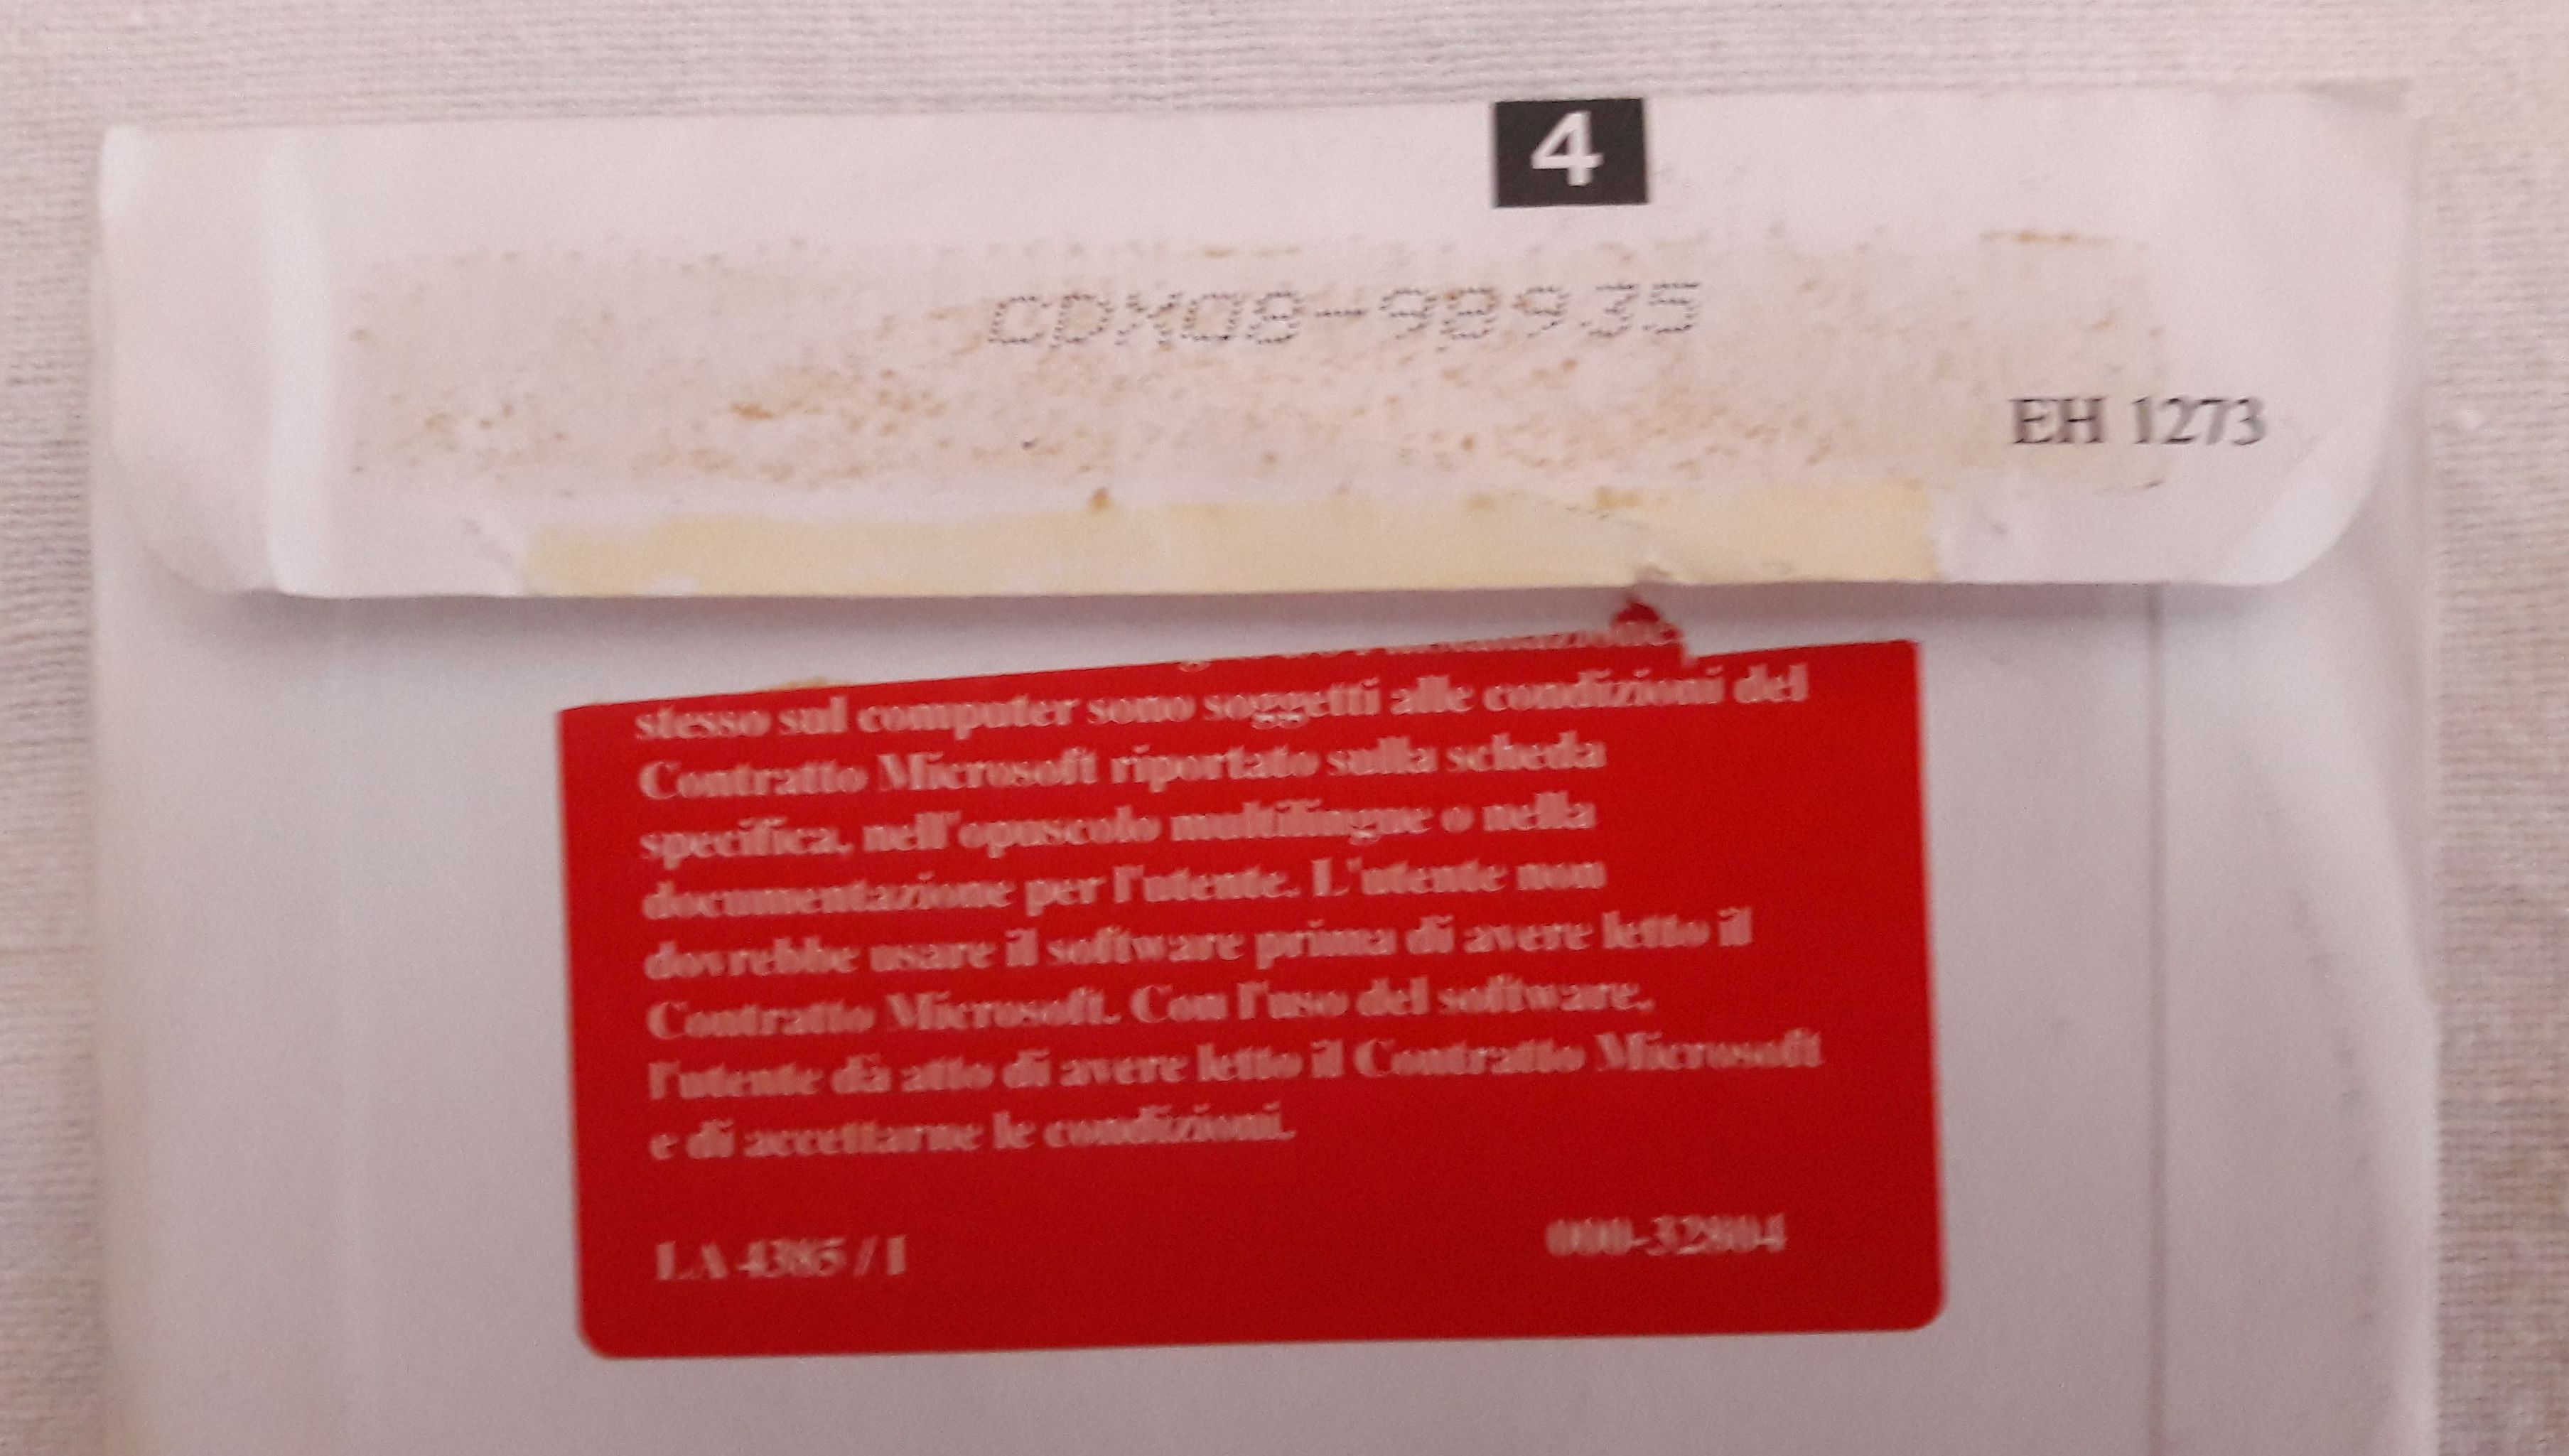 4
CDXQ8-98935
EH 1273
l'installazione
stesso sul computer sono soggetti alle condizioni del
Contratto Microsoft riportato sulla scheda
specifica, nell'opuscolo multilingue o nella
documentazione per l'utente. L'utente non
dovrebbe usare il software prima di avere letto il
Contratto Microsoft. Con l'uso del software,
l'utente dà atto di avere letto il Contratto Microsoft
e di accettarne le condizioni.
LA 4385 / I
000-32804